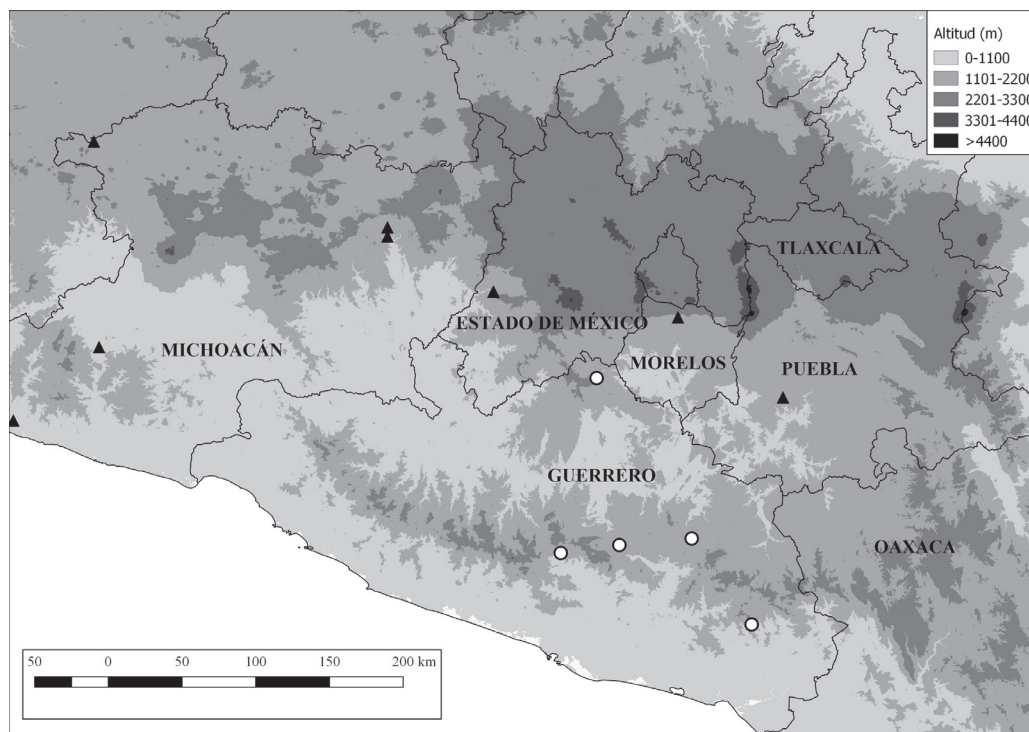 Altitud (m)
0-1100
1101-2200
2201-3300
3301-4400
>4400
TLAXCALA
ESTADO DE MÉXICO
MICHOACÁN
MORELOS
PUEBLA
GUERRERO
OAXACA
50 0 50 100 150 200 km